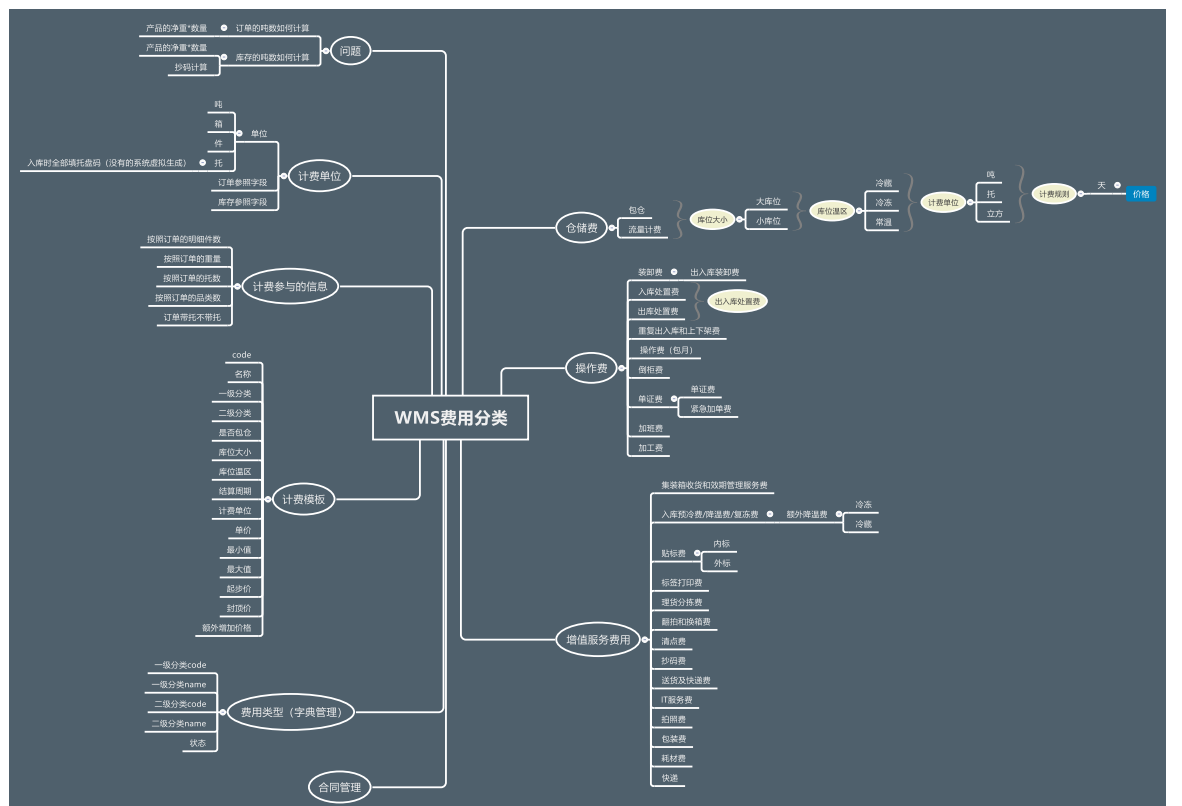 WMS费用分类
问题
订单的吨数如何计算
产品的净重*数量
库存的吨数如何计算
产品的净重*数量
抄码计算
计费单位
单位
吨
箱
件
托
入库时全部填托盘码（没有的系统虚拟生成）
订单参照字段
库存参照字段
计费参与的信息
按照订单的明细件数
按照订单的重量
按照订单的托数
按照订单的品类数
订单带托不带托
计费模板
code
名称
一级分类
二级分类
是否包仓
库位大小
库位温区
结算周期
计费单位
单价
最小值
最大值
起步价
封顶价
额外增加价格
费用类型（字典管理）
一级分类code
一级分类name
二级分类code
二级分类name
状态
合同管理
仓储费
包仓
流量计费
库位大小
大库位
小库位
库位温区
冷藏
冷冻
常温
计费单位
吨
托
立方
计费规则
天
价格
操作费
装卸费
出入库装卸费
入库处置费
出库处置费
出入库处置费
重复出入库和上下架费
操作费（包月）
倒柜费
单证费
单证费
紧急加单费
加班费
加工费
增值服务费用
集装箱收货和效期管理服务费
入库预冷费/降温费/复冻费
额外降温费
冷冻
冷藏
贴标费
内标
外标
标签打印费
理货分拣费
翻拍和换箱费
清点费
抄码费
送货及快递费
IT服务费
拍照费
包装费
耗材费
快递